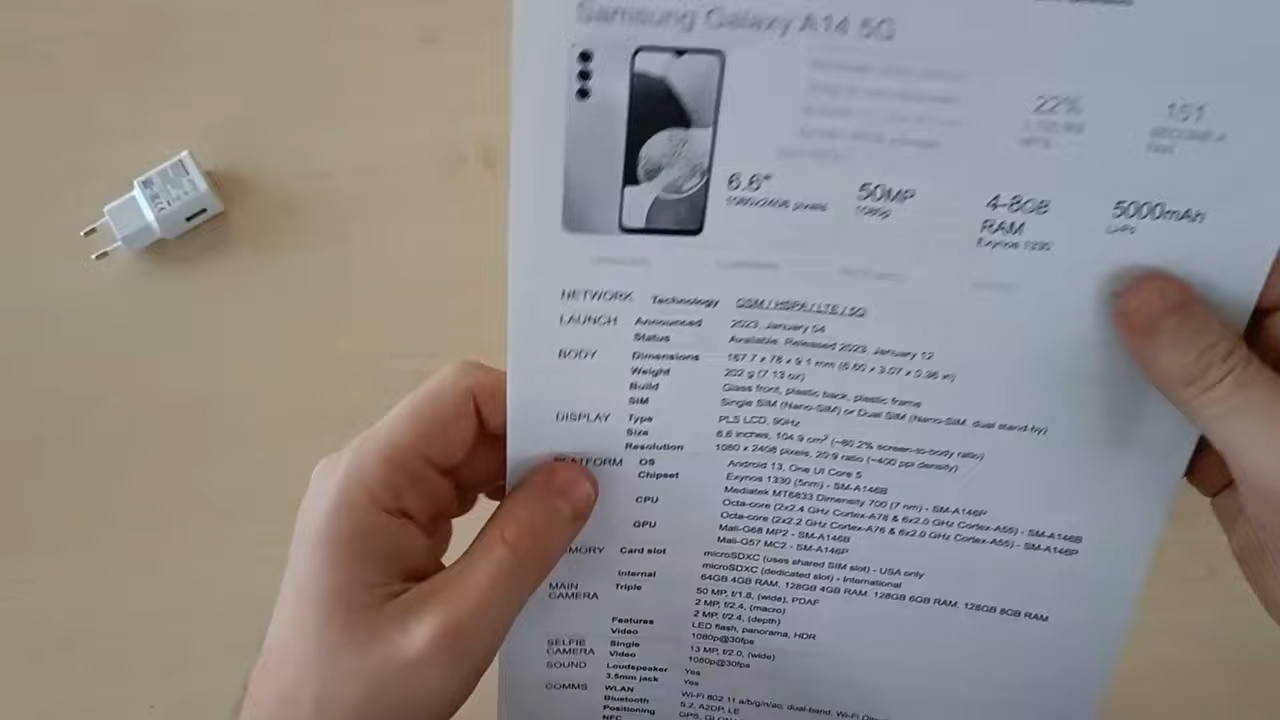 Samsung Galaxy A14 5G
22%
151
6.6"
1080x2408 pixels
50MP
1080p
4-8GB
RAM
Exynos 1330
5000mAh
LiPo
NETWORK Technology GSM / HSPA / LTE / 5G
LAUNCH Announced 2023, January 04
Status Available. Released 2023, January 12
BODY Dimensions 167.7 x 78 x 9.1 mm (6.60 x 3.07 x 0.36 in)
Weight 202 g (7.13 oz)
Build Glass front, plastic back, plastic frame
SIM Single SIM (Nano-SIM) or Dual SIM (Nano-SIM, dual stand-by)
DISPLAY Type PLS LCD, 90Hz
Size 6.6 inches, 104.9 cm² (~80.2% screen-to-body ratio)
Resolution 1080 x 2408 pixels, 20:9 ratio (~400 ppi density)
PLATFORM OS Android 13, One UI Core 5
Chipset Exynos 1330 (5nm) - SM-A146B
Mediatek MT6833 Dimensity 700 (7 nm) - SM-A146P
CPU Octa-core (2x2.4 GHz Cortex-A78 & 6x2.0 GHz Cortex-A55) - SM-A146B
Octa-core (2x2.2 GHz Cortex-A76 & 6x2.0 GHz Cortex-A55) - SM-A146P
GPU Mali-G68 MP2 - SM-A146B
Mali-G57 MC2 - SM-A146P
MORY Card slot microSDXC (uses shared SIM slot) - USA only
microSDXC (dedicated slot) - International
Internal 64GB 4GB RAM, 128GB 4GB RAM, 128GB 6GB RAM, 128GB 8GB RAM
MAIN CAMERA Triple 50 MP, f/1.8, (wide), PDAF
2 MP, f/2.4, (macro)
2 MP, f/2.4, (depth)
Features LED flash, panorama, HDR
Video 1080p@30fps
SELFIE CAMERA Single 13 MP, f/2.0, (wide)
Video 1080p@30fps
SOUND Loudspeaker Yes
3.5mm jack Yes
COMMS WLAN Wi-Fi 802.11 a/b/g/n/ac, dual-band, Wi-Fi
Bluetooth 5.2, A2DP, LE
Positioning GPS,
NFC